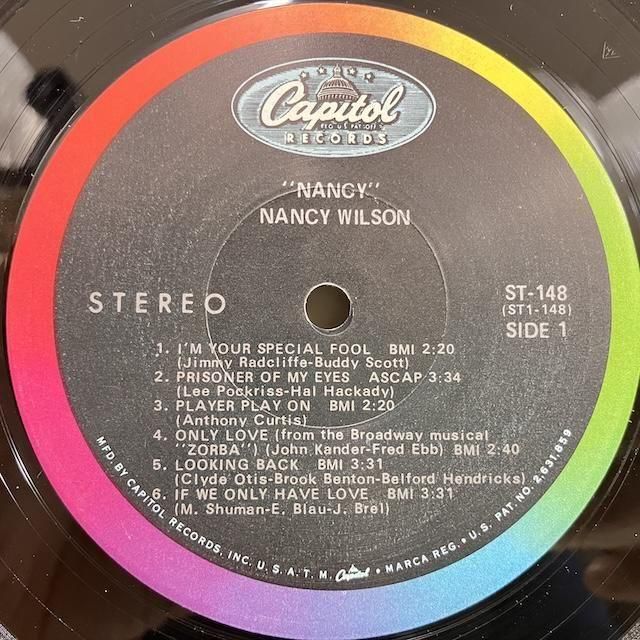 Capitol
REG. U.S. PAT. OFF.
RECORDS
"NANCY"
NANCY WILSON
STEREO
ST-148
(ST1-148)
SIDE 1
1. I'M YOUR SPECIAL FOOL BMI 2:20
(Jimmy Radcliffe-Buddy Scott)
2. PRISONER OF MY EYES ASCAP 3:34
(Lee Pockriss-Hal Hackady)
3. PLAYER PLAY ON BMI 2:20
(Anthony Curtis)
4. ONLY LOVE (from the Broadway musical
"ZORBA") (John Kander-Fred Ebb) BMI 2:40
5. LOOKING BACK BMI 3:31
(Clyde Otis-Brook Benton-Belford Hendricks)
6. IF WE ONLY HAVE LOVE BMI 3:31
(M. Shuman-E. Blau-J. Brel)
MFD. BY CAPITOL RECORDS, INC. U.S.A. T.M. Capitol • MARCA REG. • U.S. PAT. NO. 2,631,859